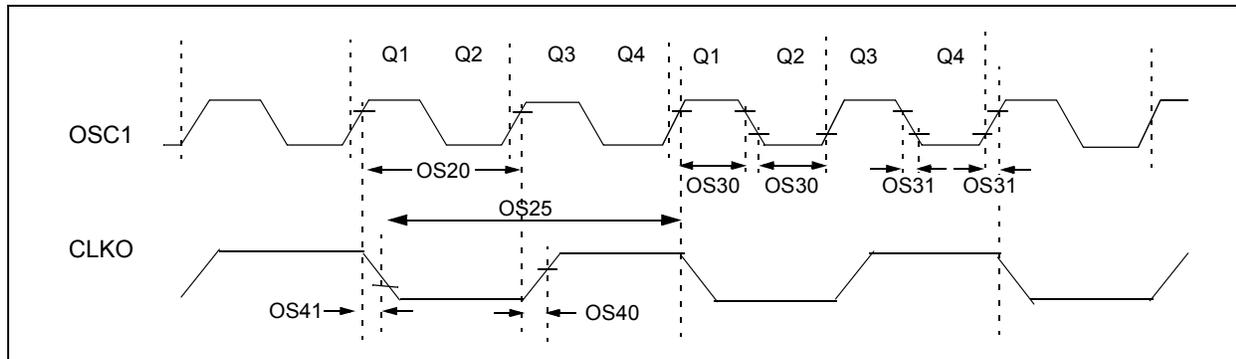 Q1 Q2 Q3 Q4 Q1 Q2 Q3 Q4
OSC1
OS20
OS30 OS30 OS31 OS31
OS25
CLKO
OS41 OS40